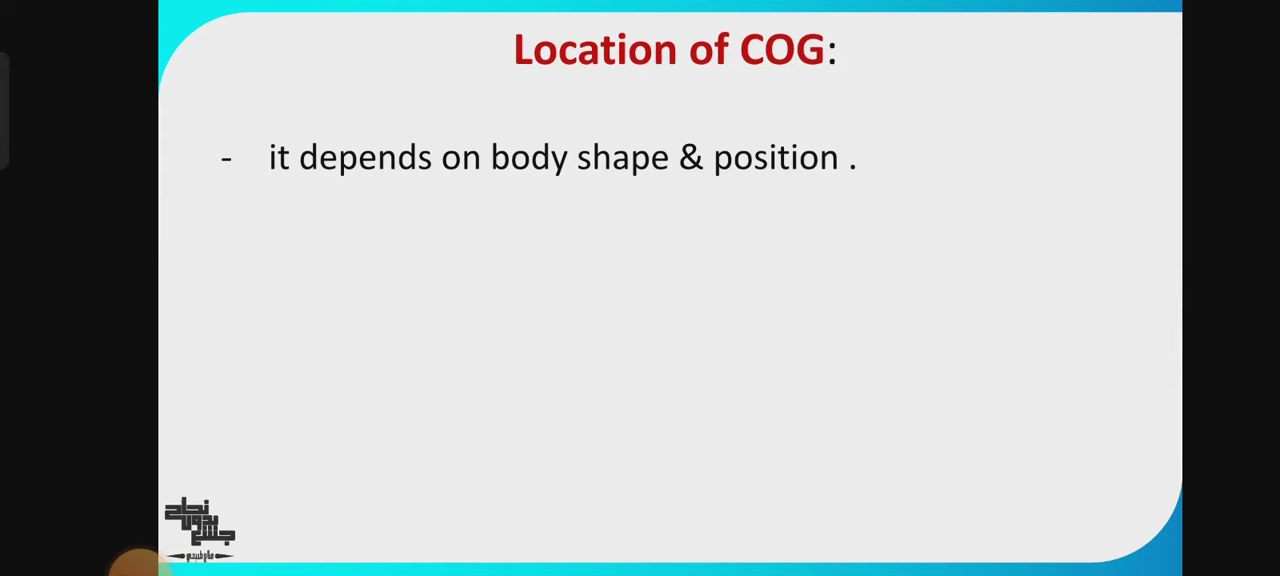 Location of COG:
- it depends on body shape & position .